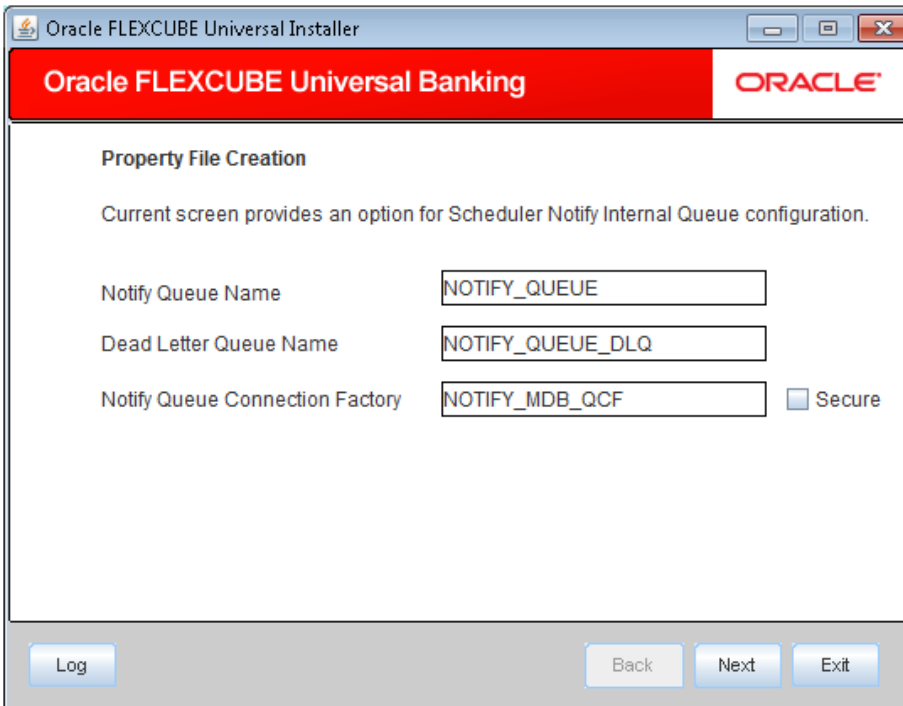 Oracle FLEXCUBE Universal Installer
Oracle FLEXCUBE Universal Banking
ORACLE
Property File Creation
Current screen provides an option for Scheduler Notify Internal Queue configuration.
Notify Queue Name NOTIFY_QUEUE
Dead Letter Queue Name NOTIFY_QUEUE_DLQ
Notify Queue Connection Factory NOTIFY_MDB_QCF Secure
Log Back Next Exit